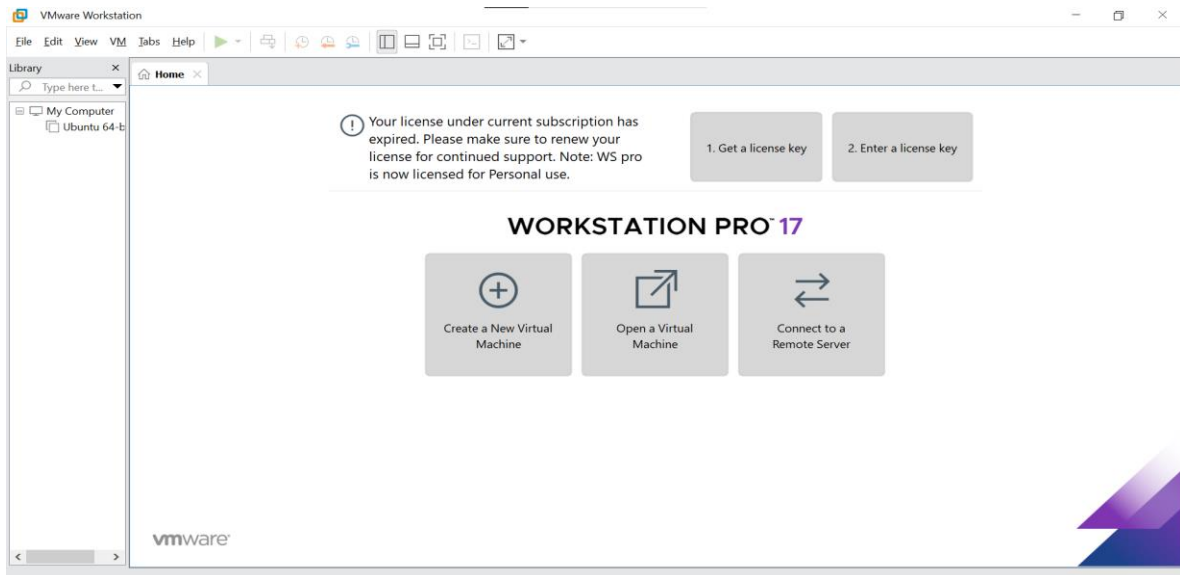 VMware Workstation
File Edit View VM Tabs Help
Library
Type here t...
Home
My Computer
Ubuntu 64-b
Your license under current subscription has
expired. Please make sure to renew your
license for continued support. Note: WS pro
is now licensed for Personal use.
1. Get a license key
2. Enter a license key
WORKSTATION PRO™ 17
Create a New Virtual
Machine
Open a Virtual
Machine
Connect to a
Remote Server
vmware®